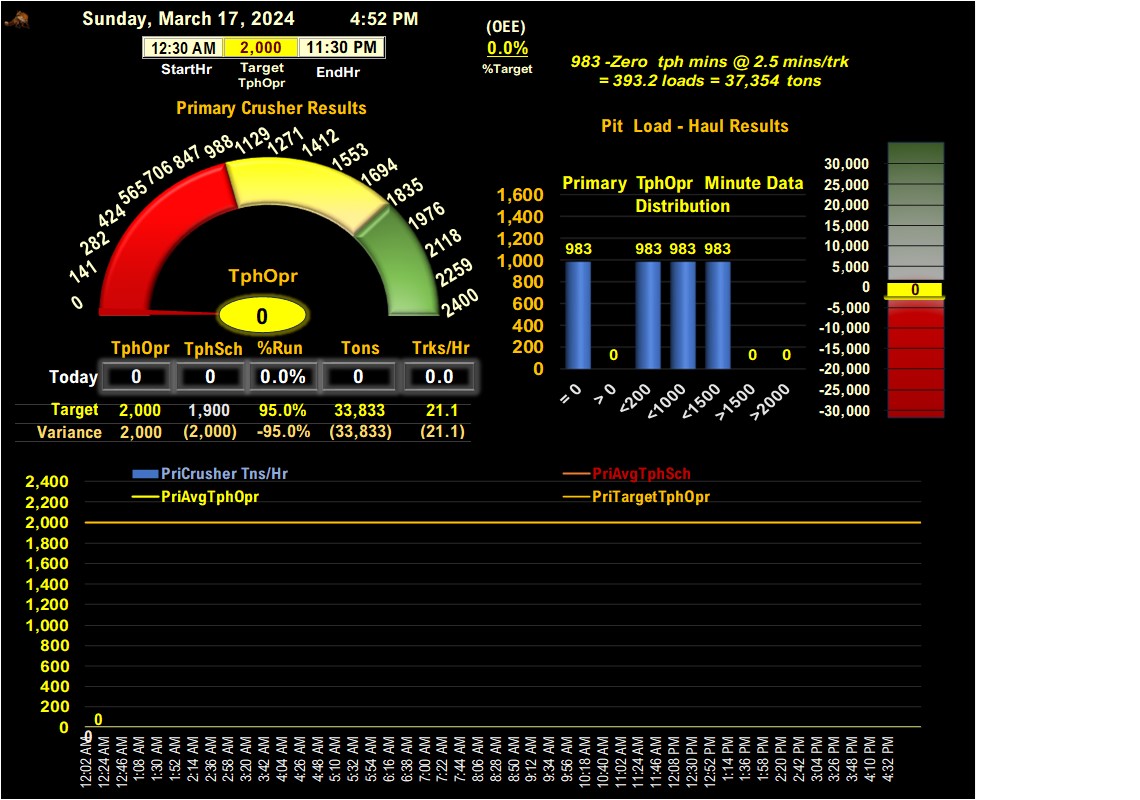 Sunday, March 17, 2024 4:52 PM
12:30 AM 2,000 11:30 PM
StartHr Target TphOpr EndHr
(OEE)
0.0%
%Target
983 -Zero tph mins @ 2.5 mins/trk
= 393.2 loads = 37,354 tons
Primary Crusher Results
0 141 282 424 565 706 847 988 1129 1271 1412 1553 1694 1835 1976 2118 2259 2400
TphOpr
0
TphOpr TphSch %Run Tons Trks/Hr
Today 0 0 0.0% 0 0.0
Target 2,000 1,900 95.0% 33,833 21.1
Variance 2,000 (2,000) -95.0% (33,833) (21.1)
Pit Load - Haul Results
Primary TphOpr Minute Data
Distribution
1,600
1,400
1,200
1,000
800
600
400
200
0
983 0 983 983 983 0 0
= 0 > 0 <200 <1000 <1500 >1500 >2000
30,000
25,000
20,000
15,000
10,000
5,000
0
-5,000
-10,000
-15,000
-20,000
-25,000
-30,000
0
PriCrusher Tns/Hr PriAvgTphSch
PriAvgTphOpr PriTargetTphOpr
2,400
2,200
2,000
1,800
1,600
1,400
1,200
1,000
800
600
400
200
0
0
0
12:02 AM 12:24 AM 12:46 AM 1:08 AM 1:30 AM 1:52 AM 2:14 AM 2:36 AM 2:58 AM 3:20 AM 3:42 AM 4:04 AM 4:26 AM 4:48 AM 5:10 AM 5:32 AM 5:54 AM 6:16 AM 6:38 AM 7:00 AM 7:22 AM 7:44 AM 8:06 AM 8:28 AM 8:50 AM 9:12 AM 9:34 AM 9:56 AM 10:18 AM 10:40 AM 11:02 AM 11:24 AM 11:46 AM 12:08 PM 12:30 PM 12:52 PM 1:14 PM 1:36 PM 1:58 PM 2:20 PM 2:42 PM 3:04 PM 3:26 PM 3:48 PM 4:10 PM 4:32 PM